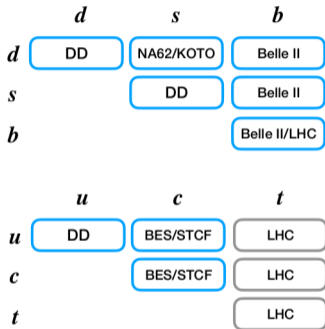 d s b
d DD NA62/KOTO Belle II
s DD Belle II
b Belle II/LHC
u c t
u DD BES/STCF LHC
c BES/STCF LHC
t LHC